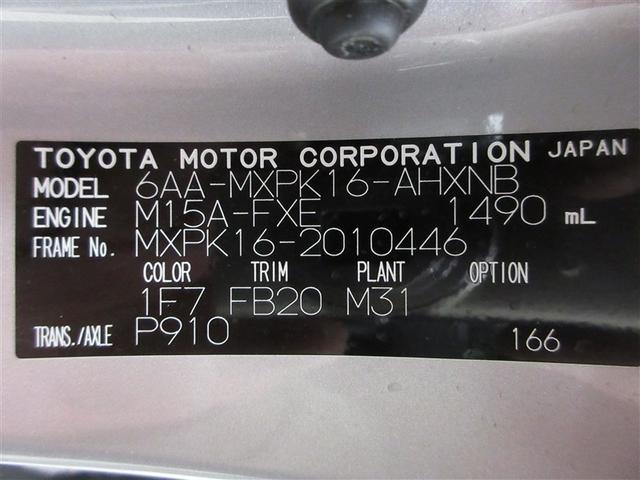 TOYOTA MOTOR CORPORATION JAPAN
MODEL 6AA-MXPK16-AHXNB
ENGINE M15A-FXE 1490 mL
FRAME No. MXPK16-2010446
COLOR TRIM PLANT OPTION
1F7 FB20 M31
TRANS./AXLE P910 166